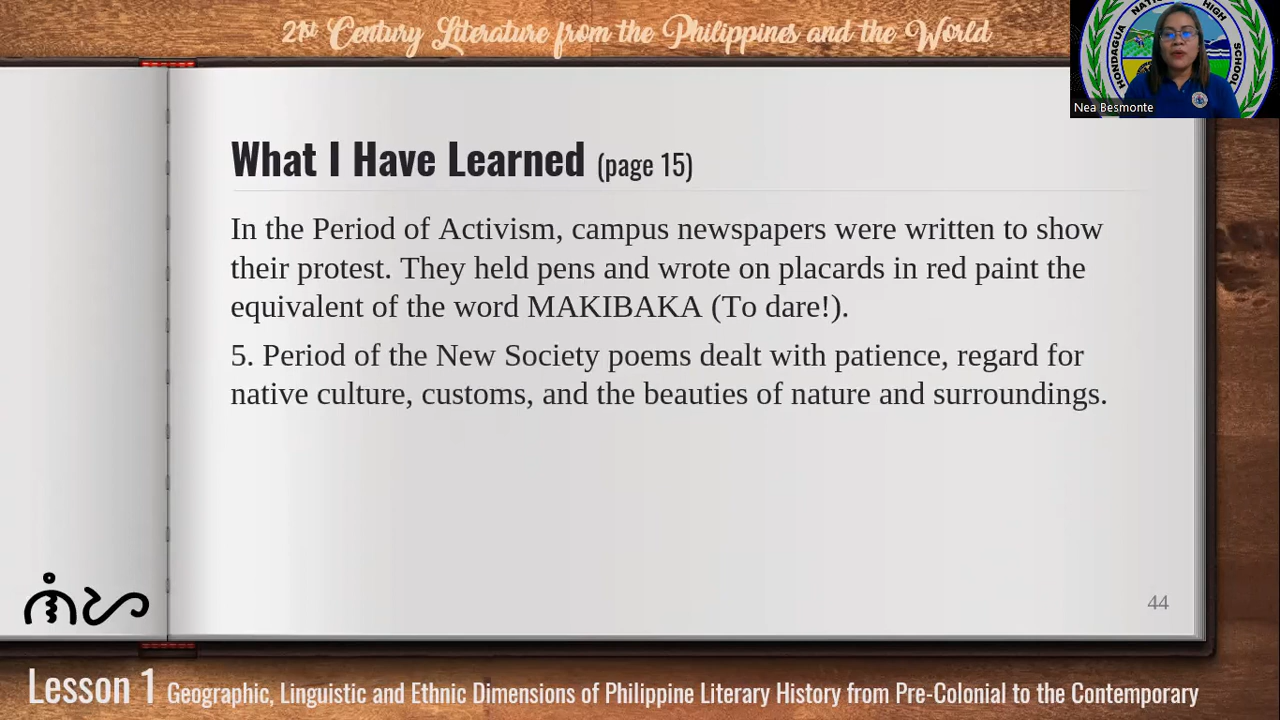 21st Century Literature from the Philippines and the World
HONDAGUA NATIONAL HIGH SCHOOL
Nea Besmonte
What I Have Learned (page 15)
In the Period of Activism, campus newspapers were written to show
their protest. They held pens and wrote on placards in red paint the
equivalent of the word MAKIBAKA (To dare!).
5. Period of the New Society poems dealt with patience, regard for
native culture, customs, and the beauties of nature and surroundings.
44
Lesson 1 Geographic, Linguistic and Ethnic Dimensions of Philippine Literary History from Pre-Colonial to the Contemporary